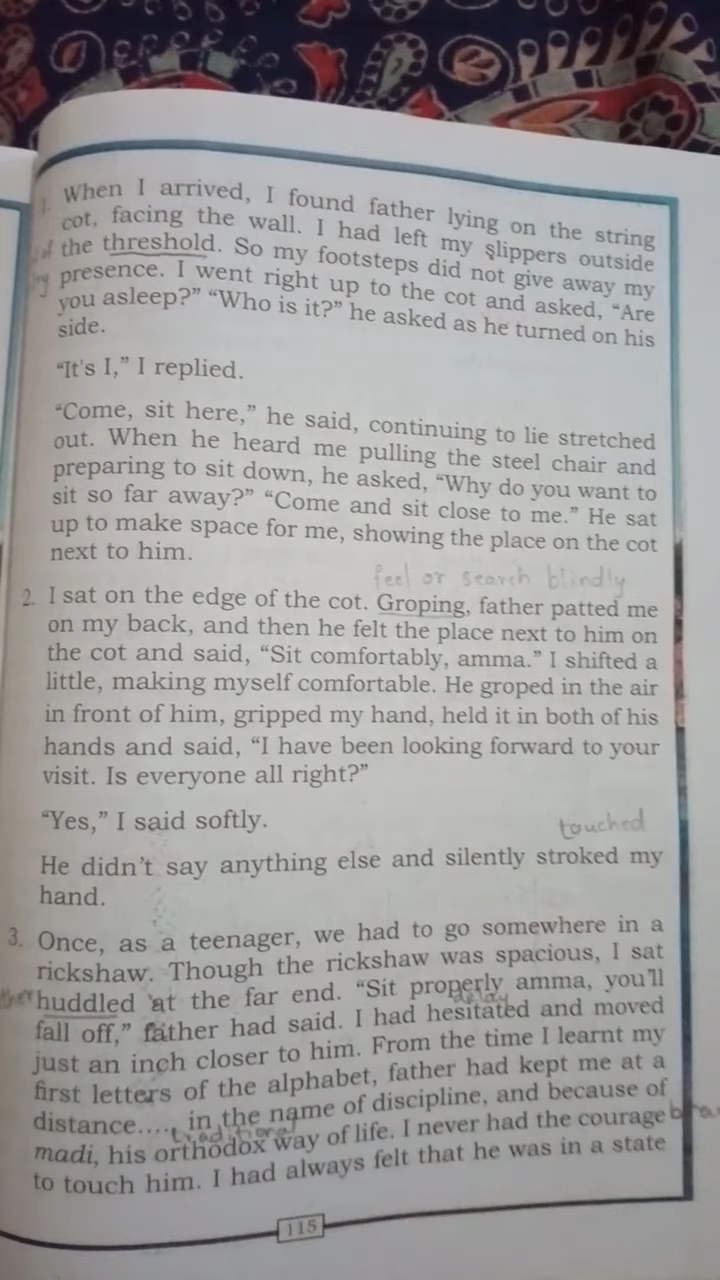 1. When I arrived, I found father lying on the string
cot, facing the wall. I had left my slippers outside
the threshold. So my footsteps did not give away my
presence. I went right up to the cot and asked, “Are
you asleep?” “Who is it?” he asked as he turned on his
side.
“It's I,” I replied.
“Come, sit here,” he said, continuing to lie stretched
out. When he heard me pulling the steel chair and
preparing to sit down, he asked, “Why do you want to
sit so far away?” “Come and sit close to me.” He sat
up to make space for me, showing the place on the cot
next to him.
feel or search blindly
2. I sat on the edge of the cot. Groping, father patted me
on my back, and then he felt the place next to him on
the cot and said, “Sit comfortably, amma.” I shifted a
little, making myself comfortable. He groped in the air
in front of him, gripped my hand, held it in both of his
hands and said, “I have been looking forward to your
visit. Is everyone all right?”
“Yes,” I said softly.
touched
He didn't say anything else and silently stroked my
hand.
3. Once, as a teenager, we had to go somewhere in a
rickshaw. Though the rickshaw was spacious, I sat
huddled at the far end. “Sit properly amma, you'll
delay
fall off,” father had said. I had hesitated and moved
just an inch closer to him. From the time I learnt my
first letters of the alphabet, father had kept me at a
distance.... in the name of discipline, and because of
traditional
madi, his orthodox way of life. I never had the courage
to touch him. I had always felt that he was in a state
115